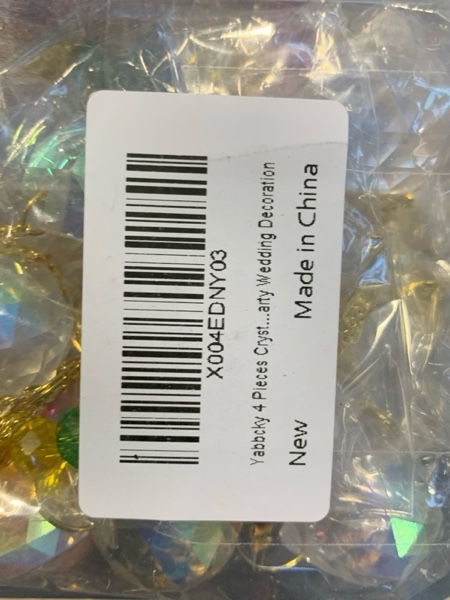 X004EDNY03
Yabbcky 4 Pieces Cryst...arty Wedding Decoration
New
Made in China